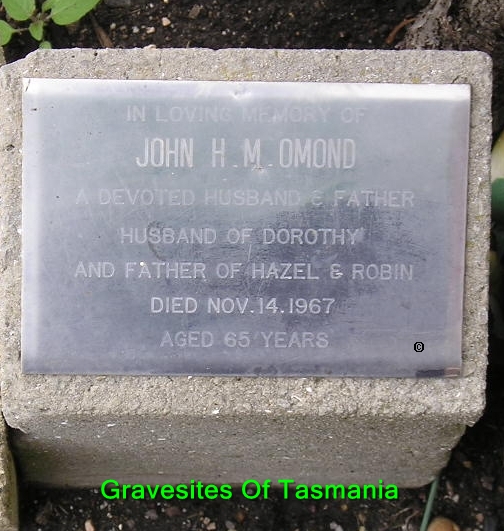 IN LOVING MEMORY OF
JOHN H. M. OMOND
A DEVOTED HUSBAND & FATHER
HUSBAND OF DOROTHY
AND FATHER OF HAZEL & ROBIN
DIED NOV. 14. 1967
AGED 65 YEARS
©
Gravesites Of Tasmania